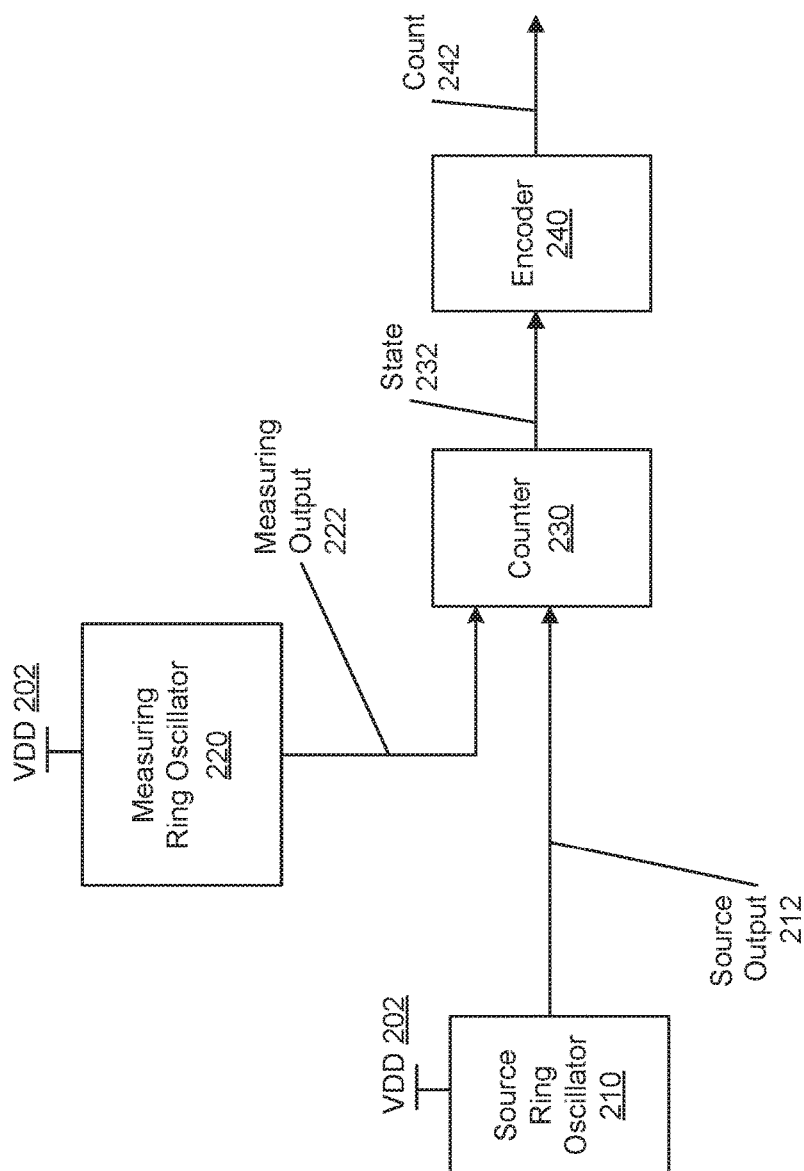 VDD 202
Source
Ring
Oscillator
210
Source
Output
212
VDD 202
Measuring
Ring Oscillator
220
Measuring
Output
222
Counter
230
State
232
Encoder
240
Count
242